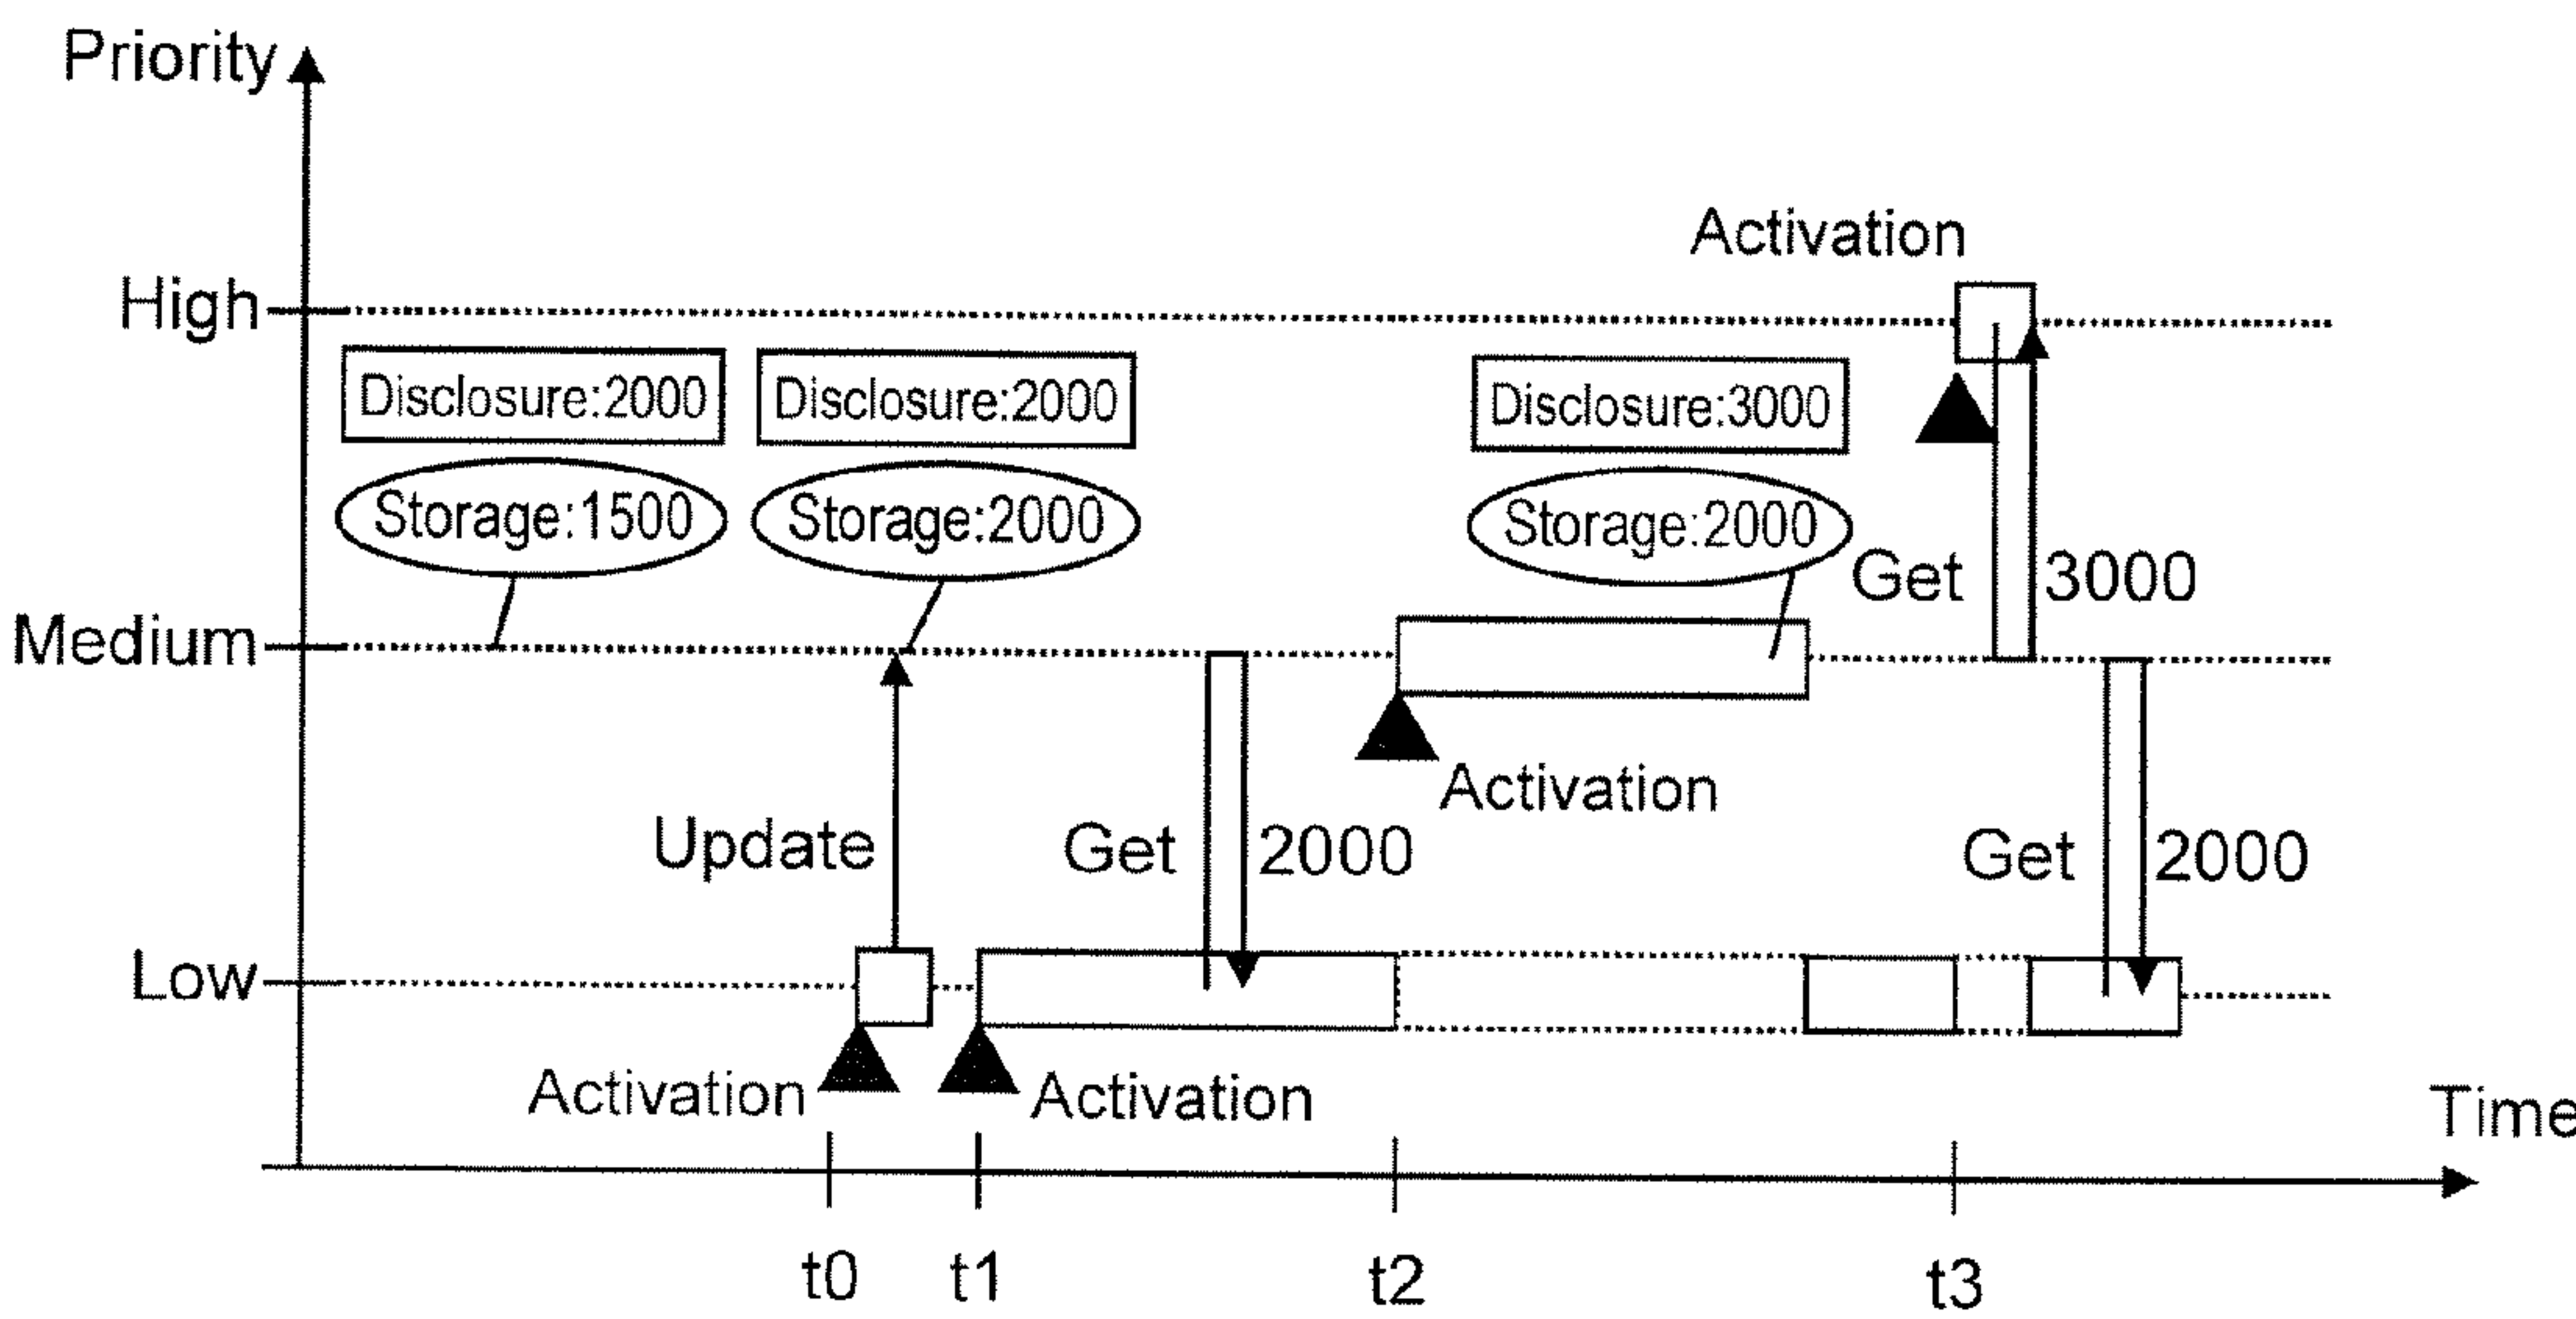 Priority
Activation
High
Disclosure:2000 Disclosure:2000 Disclosure:3000
Storage:1500 Storage:2000 Storage:2000
Get 3000
Medium
Activation
Update Get 2000 Get 2000
Low
Activation Activation
Time
t0 t1 t2 t3